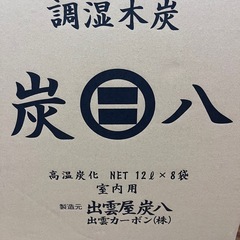 調湿木炭
炭八
高温炭化 NET 12ℓ×8袋
室内用
製造元 出雲屋炭八
出雲カーボン(株)